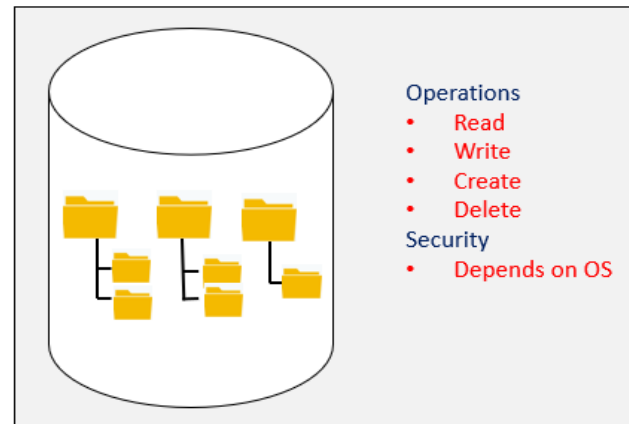 Operations
• Read
• Write
• Create
• Delete
Security
• Depends on OS